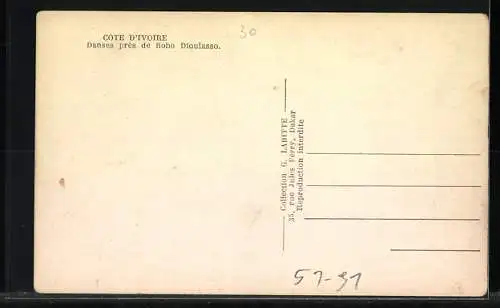 COTE D'IVOIRE
Danses près de Bobo Dioulasso.
30
Collection G. LABITTE
35, rue Jules Ferry, Dakar
Reproduction interdite
57-91